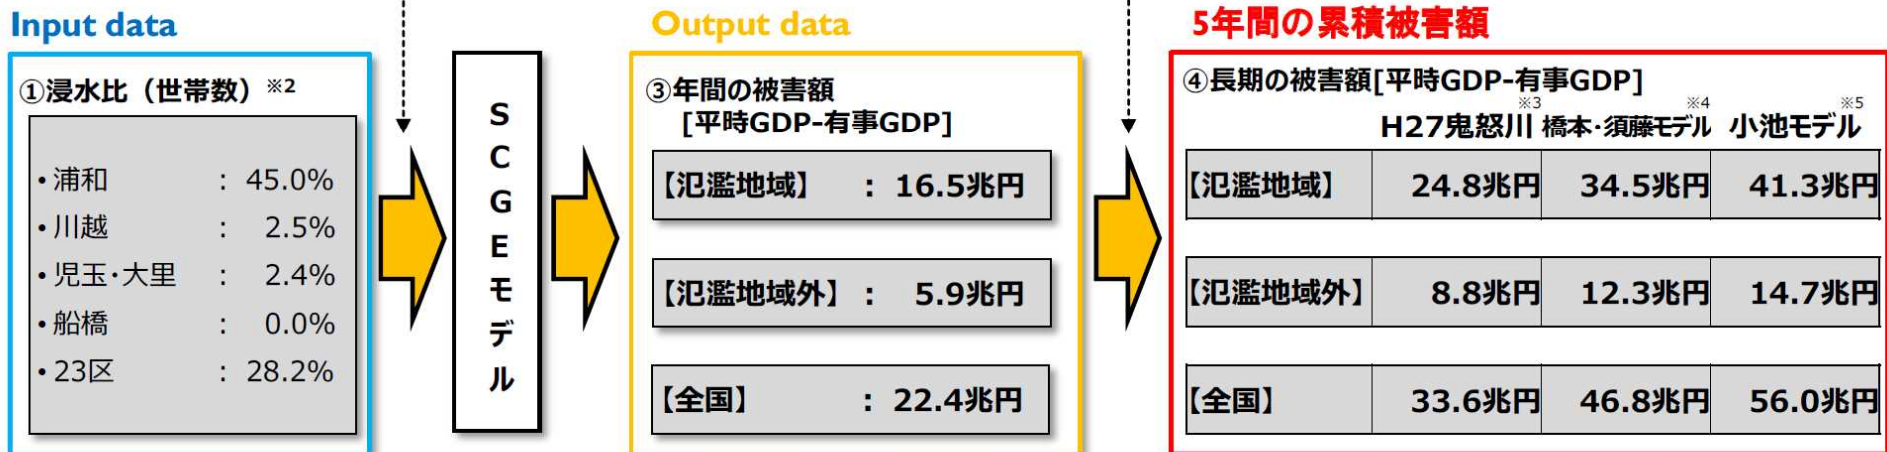 Input data
①浸水比（世帯数）※2
•浦和 : 45.0%
•川越 : 2.5%
•児玉･大里 : 2.4%
•船橋 : 0.0%
•23区 : 28.2%
SCGEモデル
Output data
③年間の被害額
[平時GDP-有事GDP]
【氾濫地域】 : 16.5兆円
【氾濫地域外】 : 5.9兆円
【全国】 : 22.4兆円
5年間の累積被害額
④長期の被害額[平時GDP-有事GDP]
※3 ※4 ※5
H27鬼怒川 橋本･須藤モデル 小池モデル
【氾濫地域】 24.8兆円 34.5兆円 41.3兆円
【氾濫地域外】 8.8兆円 12.3兆円 14.7兆円
【全国】 33.6兆円 46.8兆円 56.0兆円